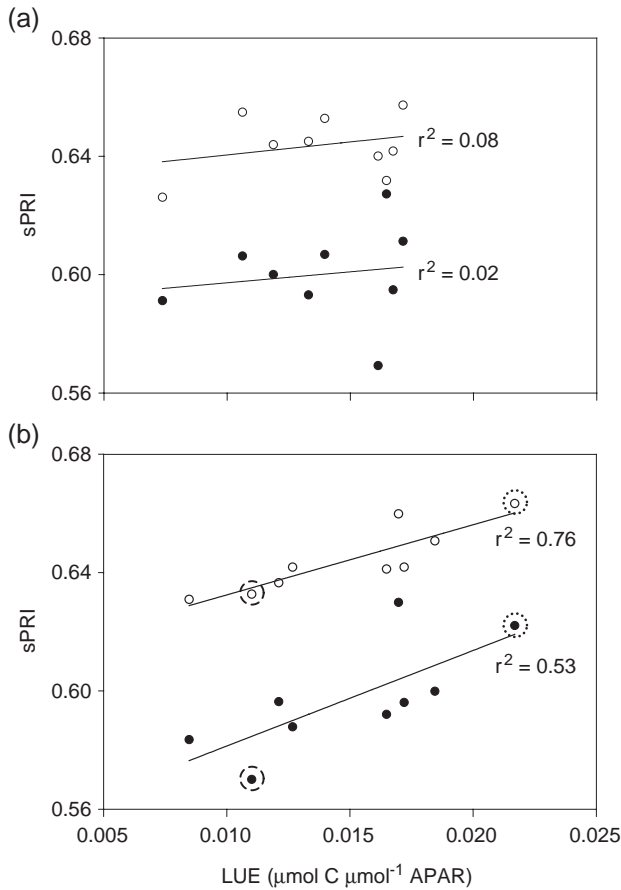 (a)
0.68
0.64
0.60
0.56
sPRI
r² = 0.08
r² = 0.02
(b)
0.68
0.64
0.60
0.56
sPRI
r² = 0.76
r² = 0.53
0.005 0.010 0.015 0.020 0.025
LUE (μmol C μmol⁻¹ APAR)